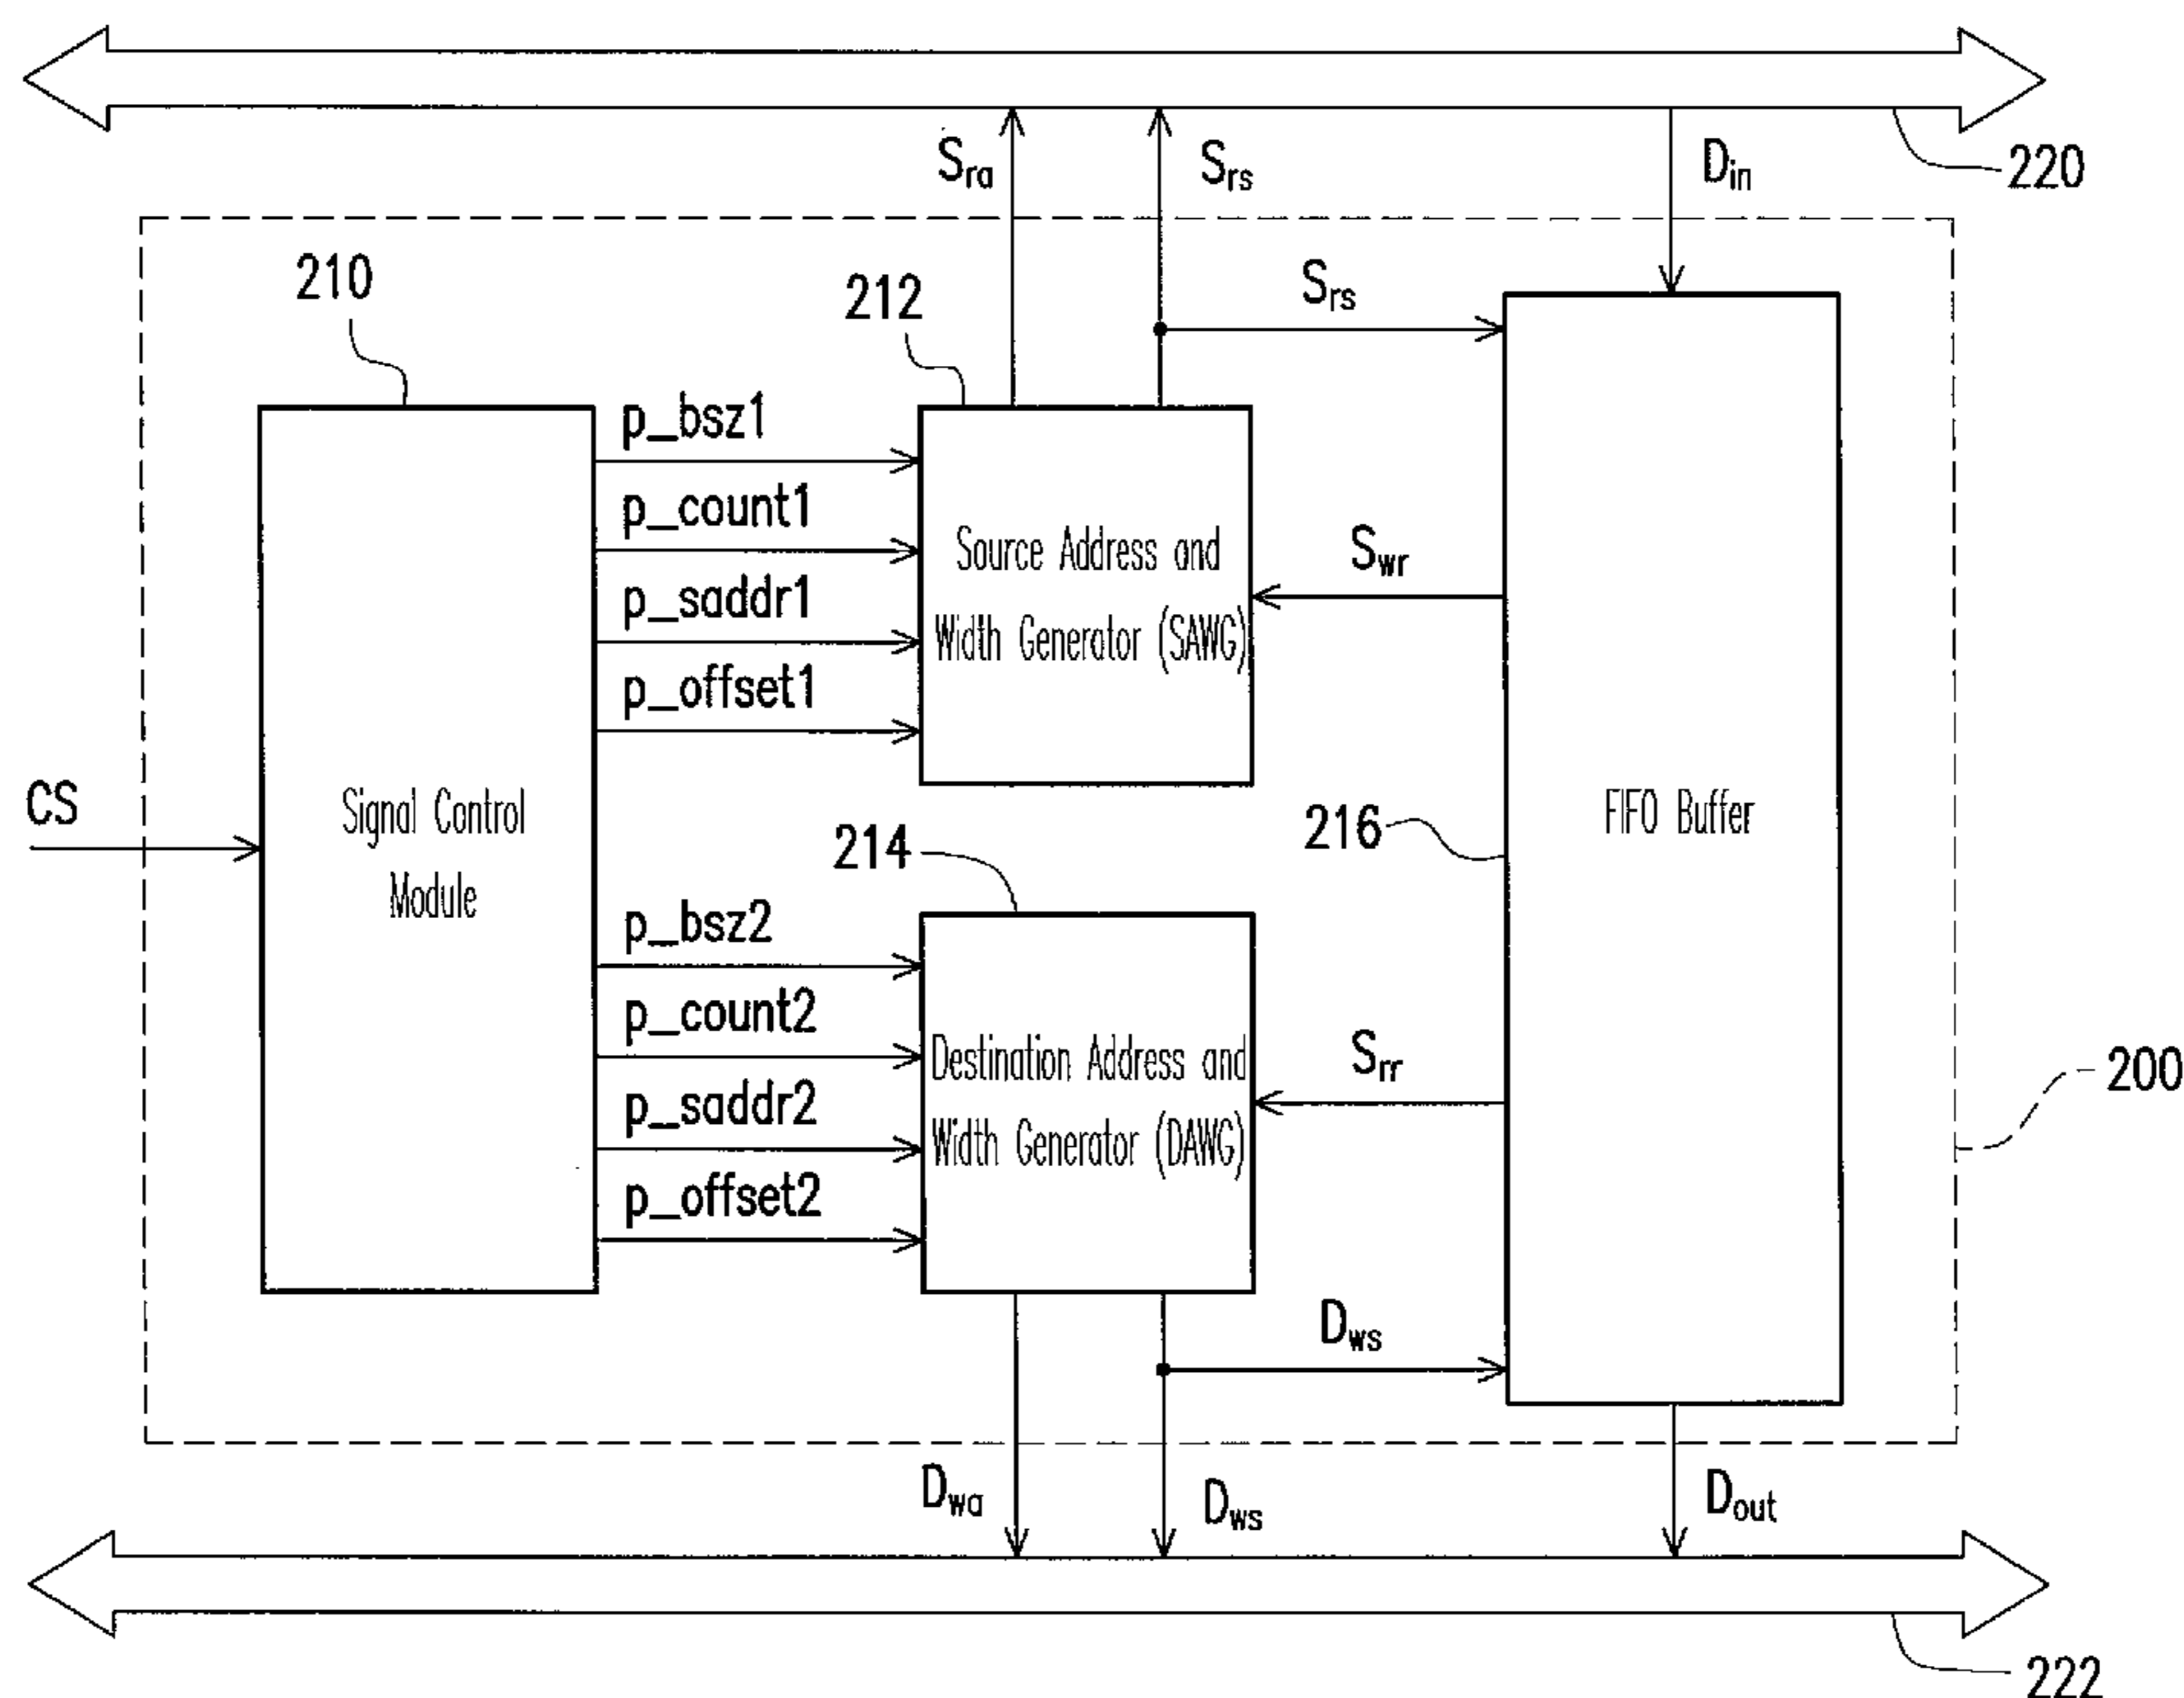 Sra
Srs
Din
220
210
212
Srs
p_bsz1
p_count1
p_saddr1
p_offset1
Source Address and
Width Generator (SAWG)
Swr
CS
Signal Control
Module
214
216
FIFO Buffer
p_bsz2
p_count2
p_saddr2
p_offset2
Destination Address and
Width Generator (DAWG)
Srr
200
Dws
Dwa
Dws
Dout
222